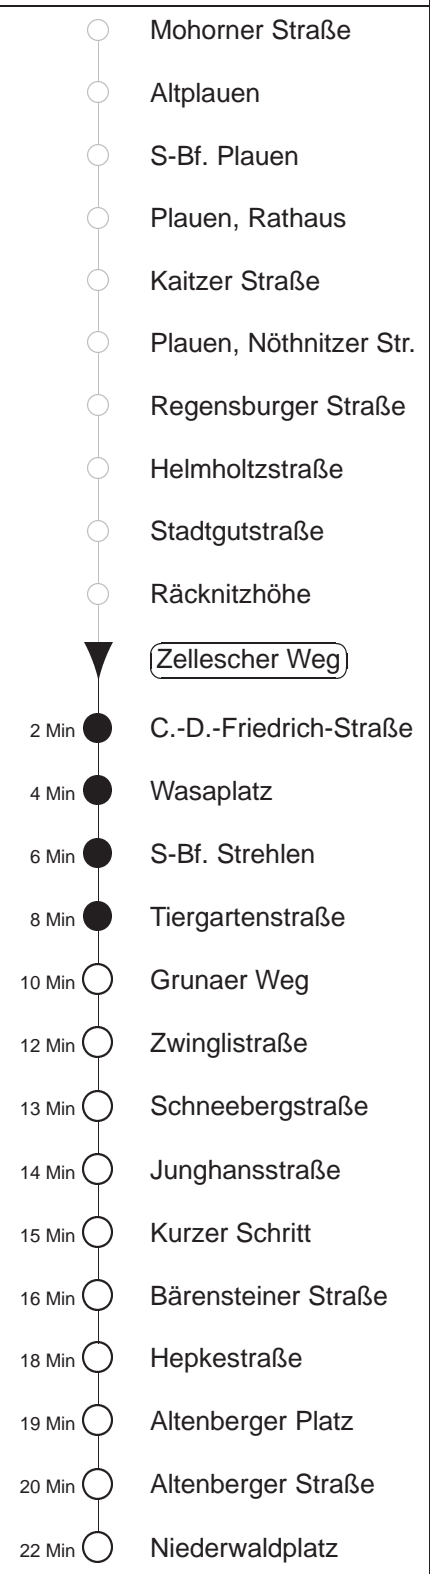 Mohorner Straße
Altplauen
S-Bf. Plauen
Plauen, Rathaus
Kaitzer Straße
Plauen, Nöthnitzer Str.
Regensburger Straße
Helmholtzstraße
Stadtgutstraße
Räcknitzhöhe
Zellescher Weg
2 Min C.-D.-Friedrich-Straße
4 Min Wasaplatz
6 Min S-Bf. Strehlen
8 Min Tiergartenstraße
10 Min Grunaer Weg
12 Min Zwinglistraße
13 Min Schneebergstraße
14 Min Junghansstraße
15 Min Kurzer Schritt
16 Min Bärensteiner Straße
18 Min Hepkestraße
19 Min Altenberger Platz
20 Min Altenberger Straße
22 Min Niederwaldplatz